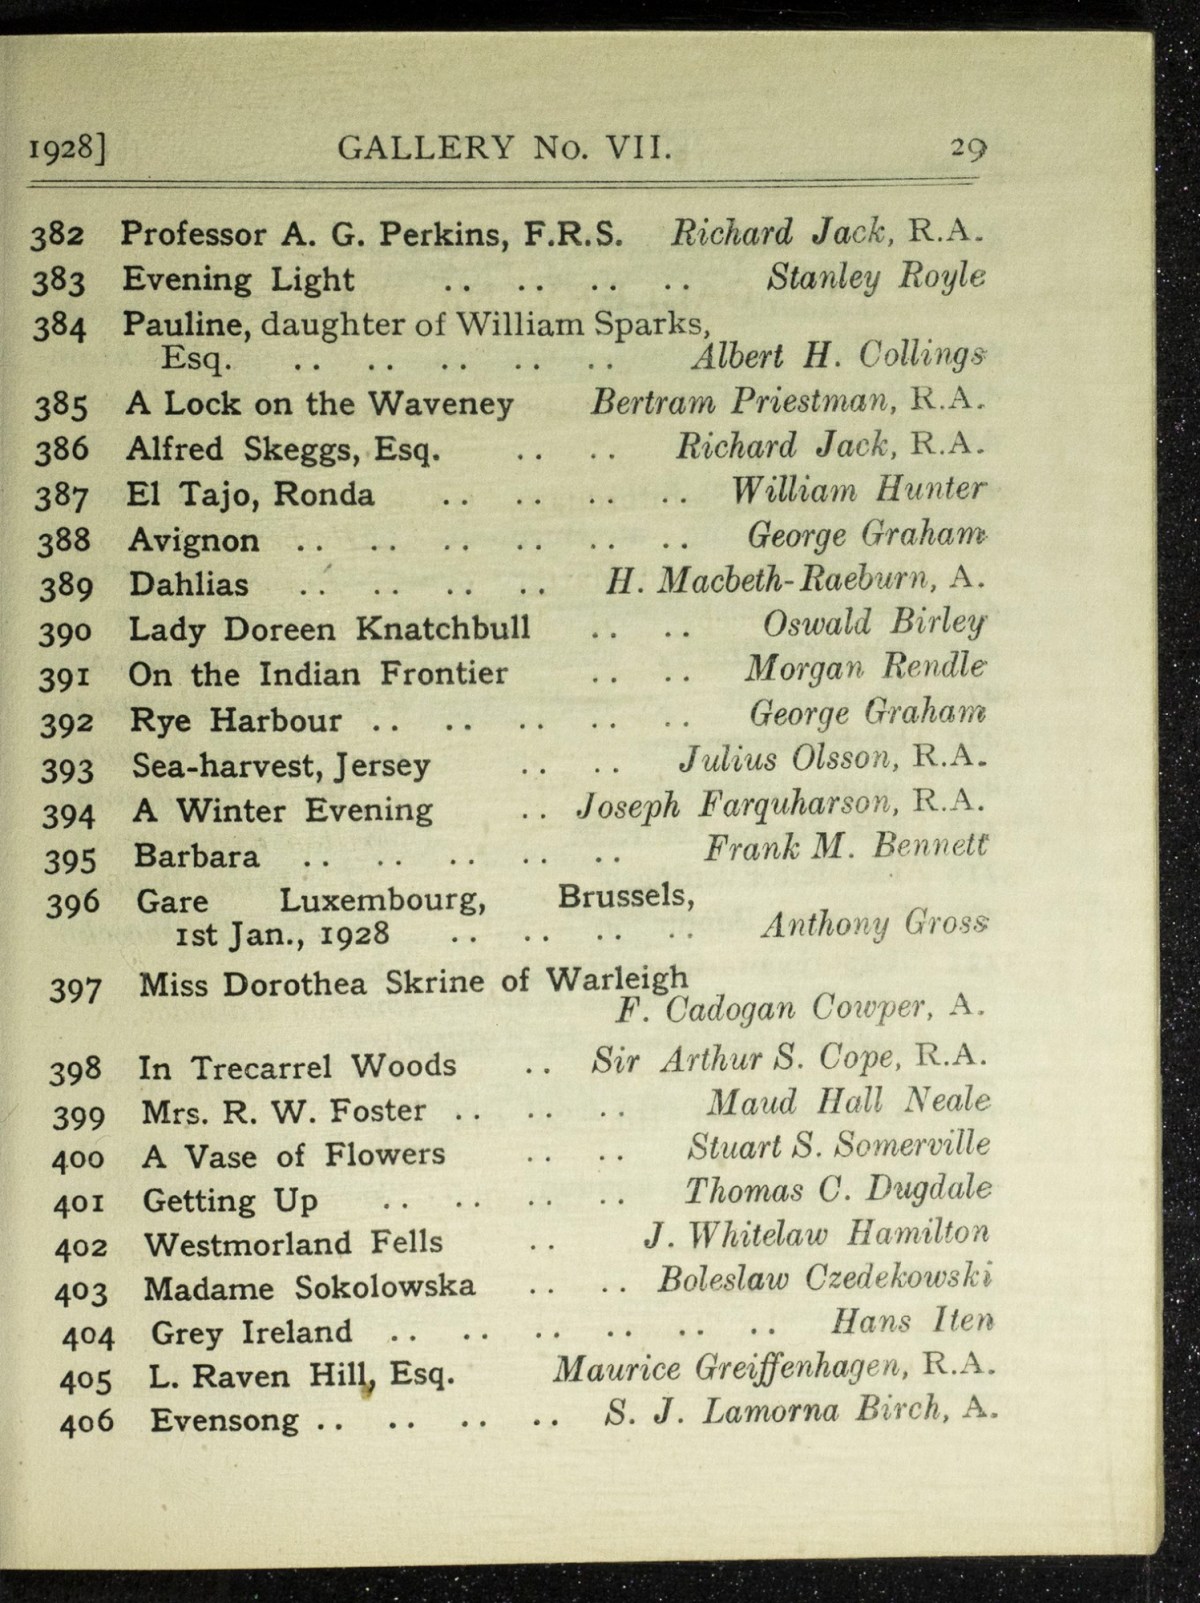 1928] GALLERY No. VII. 29
382 Professor A. G. Perkins, F.R.S. Richard Jack, R.A.
383 Evening Light .. .. .. .. Stanley Royle
384 Pauline, daughter of William Sparks,
Esq. .. .. .. .. .. Albert H. Collings
385 A Lock on the Waveney Bertram Priestman, R.A.
386 Alfred Skeggs, Esq. .. .. Richard Jack, R.A.
387 El Tajo, Ronda .. .. .. .. William Hunter
388 Avignon .. .. .. .. .. .. George Graham
389 Dahlias .. .. .. .. H. Macbeth-Raeburn, A.
390 Lady Doreen Knatchbull .. .. Oswald Birley
391 On the Indian Frontier .. .. Morgan Rendle
392 Rye Harbour .. .. .. .. .. George Graham
393 Sea-harvest, Jersey .. .. Julius Olsson, R.A.
394 A Winter Evening .. Joseph Farquharson, R.A.
395 Barbara .. .. .. .. .. Frank M. Bennett
396 Gare Luxembourg, Brussels,
1st Jan., 1928 .. .. .. .. Anthony Gross
397 Miss Dorothea Skrine of Warleigh
F. Cadogan Cowper, A.
398 In Trecarrel Woods .. Sir Arthur S. Cope, R.A.
399 Mrs. R. W. Foster .. .. .. Maud Hall Neale
400 A Vase of Flowers .. .. Stuart S. Somerville
401 Getting Up .. .. .. .. Thomas C. Dugdale
402 Westmorland Fells .. J. Whitelaw Hamilton
403 Madame Sokolowska .. .. Boleslaw Czedekowski
404 Grey Ireland .. .. .. .. .. .. Hans Iten
405 L. Raven Hill, Esq. Maurice Greiffenhagen, R.A.
406 Evensong .. .. .. .. S. J. Lamorna Birch, A.